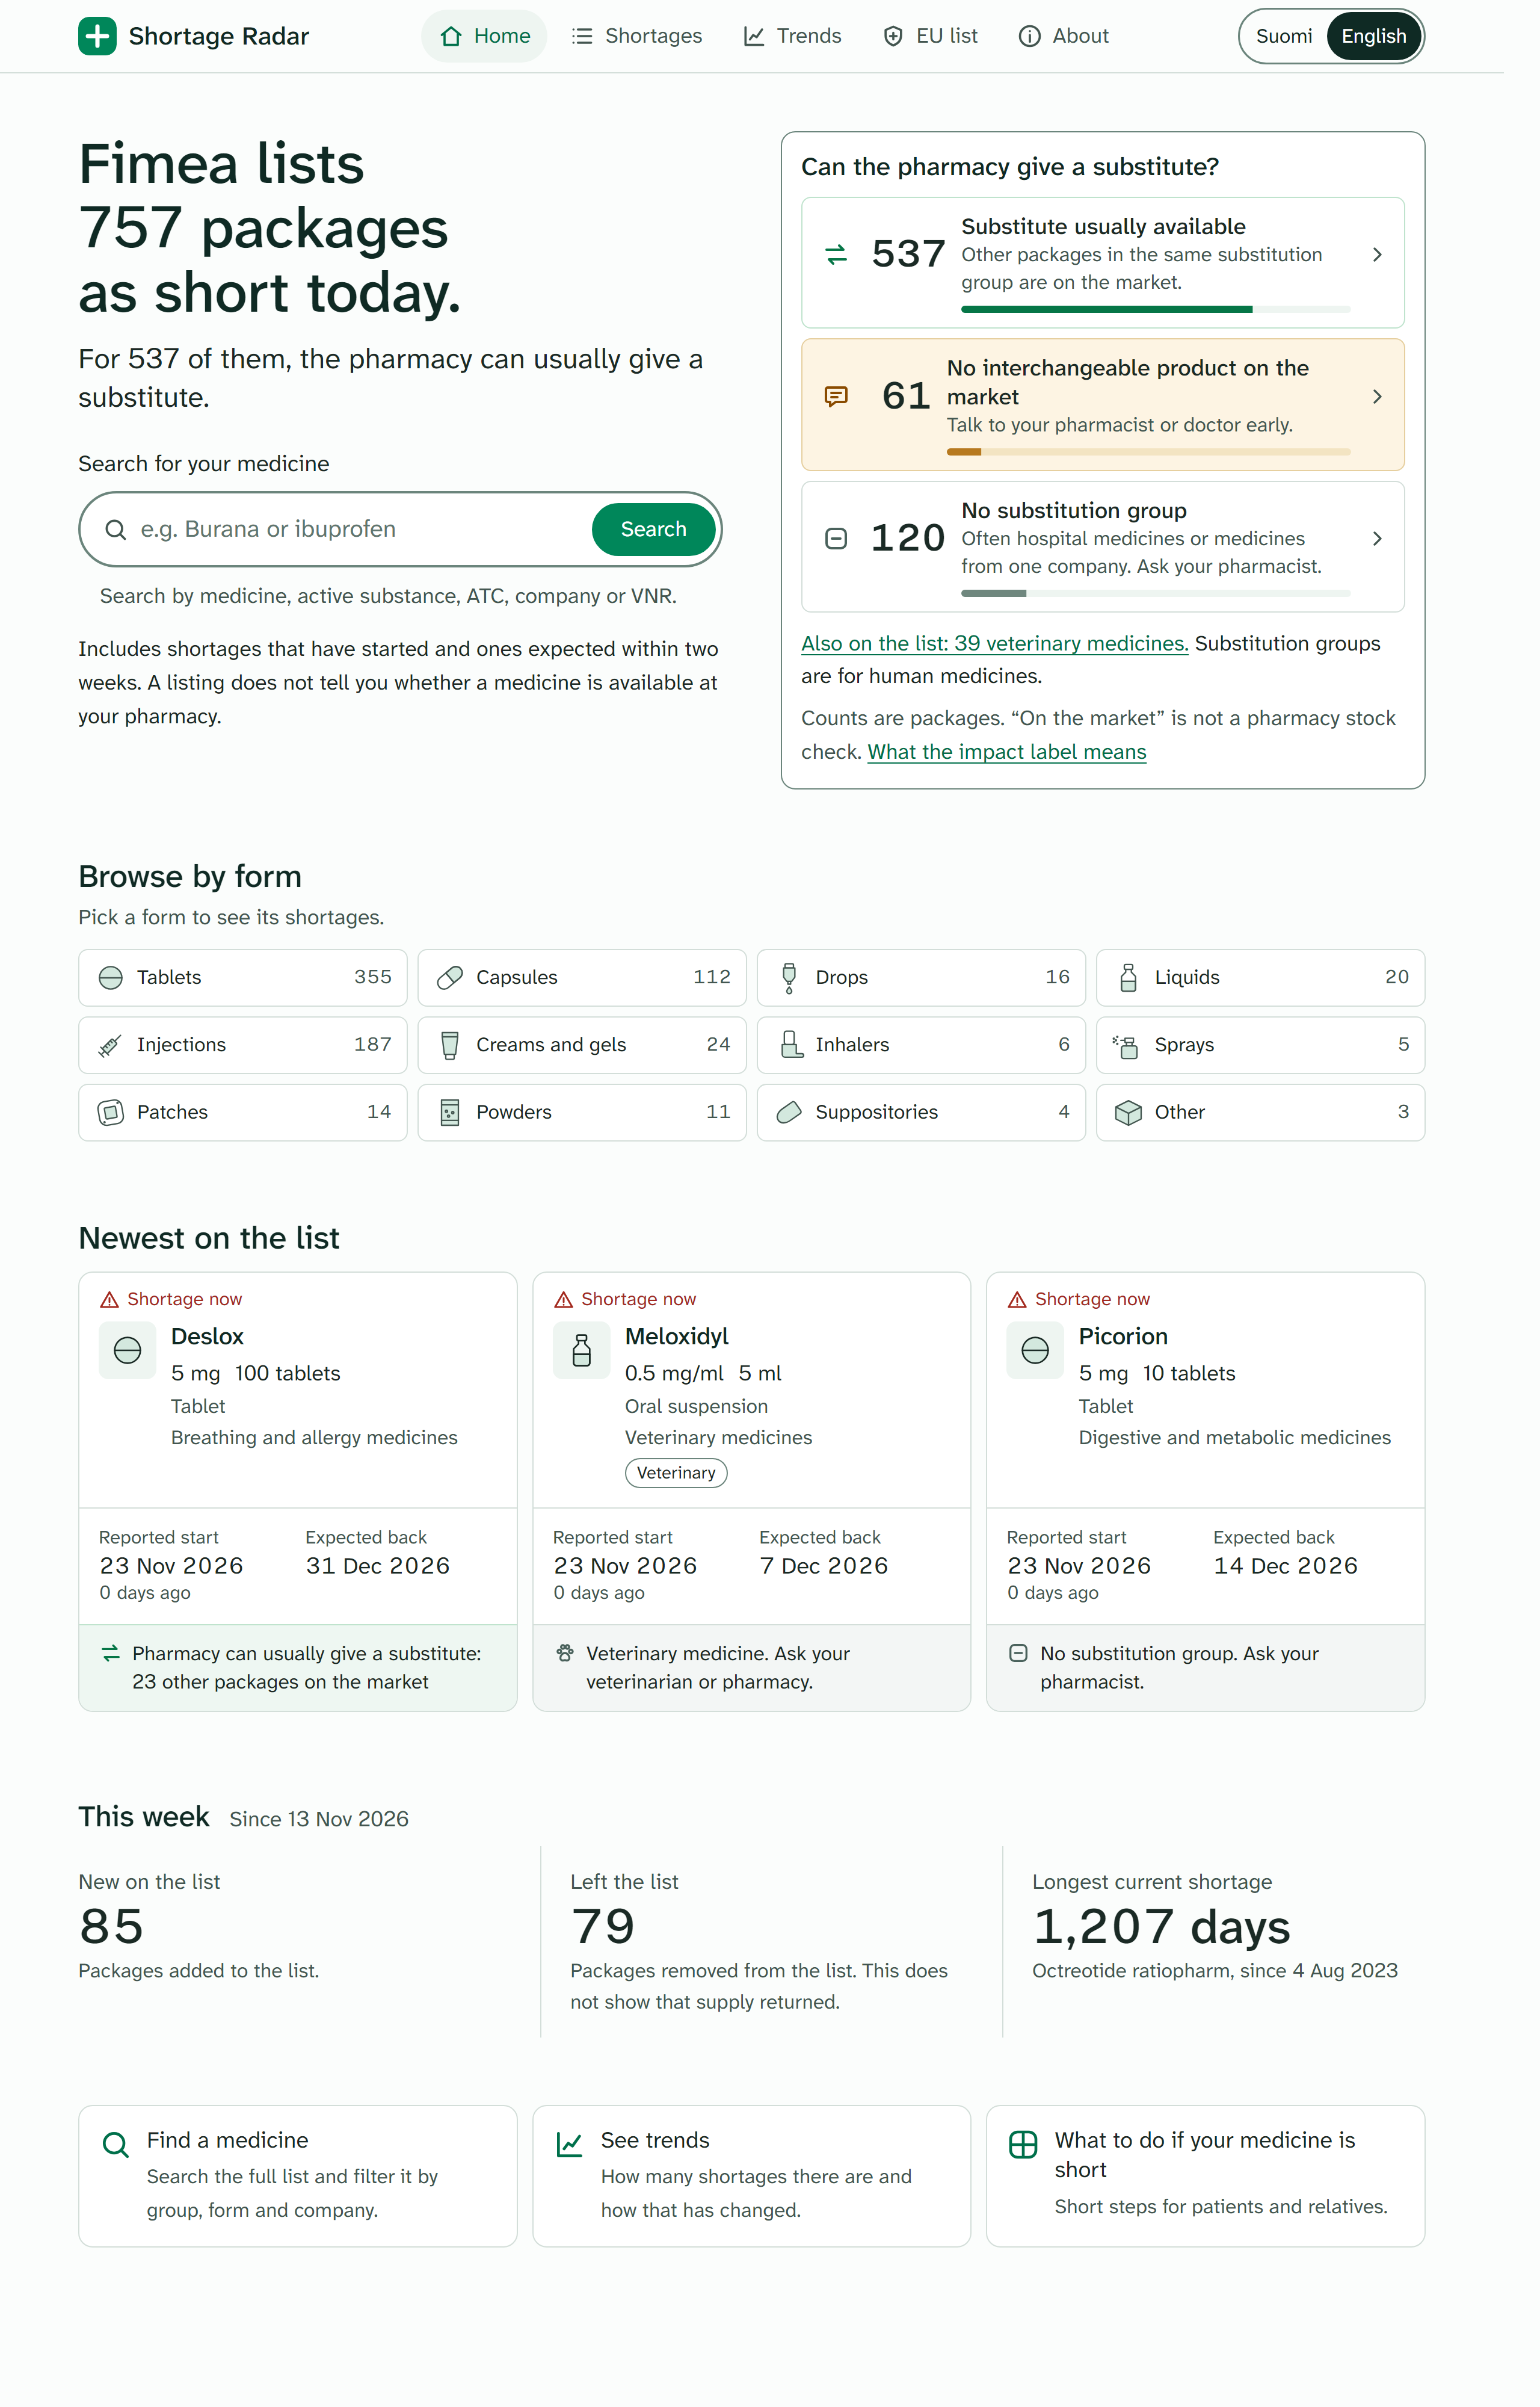 Shortage Radar
Home
Shortages
Trends
EU list
About
Suomi
English
Fimea lists
757 packages
as short today.
For 537 of them, the pharmacy can usually give a
substitute.
Search for your medicine
e.g. Burana or ibuprofen
Search
Search by medicine, active substance, ATC, company or VNR.
Includes shortages that have started and ones expected within two
weeks. A listing does not tell you whether a medicine is available at
your pharmacy.
Can the pharmacy give a substitute?
537
Substitute usually available
Other packages in the same substitution
group are on the market.
61
No interchangeable product on the
market
Talk to your pharmacist or doctor early.
120
No substitution group
Often hospital medicines or medicines
from one company. Ask your pharmacist.
Also on the list: 39 veterinary medicines. Substitution groups
are for human medicines.
Counts are packages. “On the market” is not a pharmacy stock
check. What the impact label means
Browse by form
Pick a form to see its shortages.
Tablets 355
Capsules 112
Drops 16
Liquids 20
Injections 187
Creams and gels 24
Inhalers 6
Sprays 5
Patches 14
Powders 11
Suppositories 4
Other 3
Newest on the list
Shortage now
Deslox
5 mg 100 tablets
Tablet
Breathing and allergy medicines
Reported start
23 Nov 2026
0 days ago
Expected back
31 Dec 2026
Pharmacy can usually give a substitute:
23 other packages on the market
Shortage now
Meloxidyl
0.5 mg/ml 5 ml
Oral suspension
Veterinary medicines
Veterinary
Reported start
23 Nov 2026
0 days ago
Expected back
7 Dec 2026
Veterinary medicine. Ask your
veterinarian or pharmacy.
Shortage now
Picorion
5 mg 10 tablets
Tablet
Digestive and metabolic medicines
Reported start
23 Nov 2026
0 days ago
Expected back
14 Dec 2026
No substitution group. Ask your
pharmacist.
This week Since 13 Nov 2026
New on the list
85
Packages added to the list.
Left the list
79
Packages removed from the list. This does
not show that supply returned.
Longest current shortage
1,207 days
Octreotide ratiopharm, since 4 Aug 2023
Find a medicine
Search the full list and filter it by
group, form and company.
See trends
How many shortages there are and
how that has changed.
What to do if your medicine is
short
Short steps for patients and relatives.